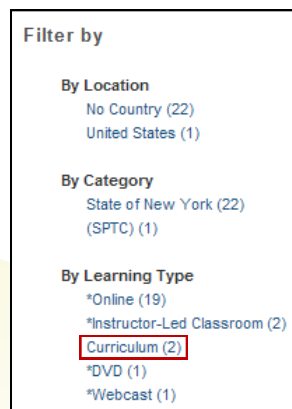 Filter by
By Location
No Country (22)
United States (1)
By Category
State of New York (22)
(SPTC) (1)
By Learning Type
*Online (19)
*Instructor-Led Classroom (2)
Curriculum (2)
*DVD (1)
*Webcast (1)